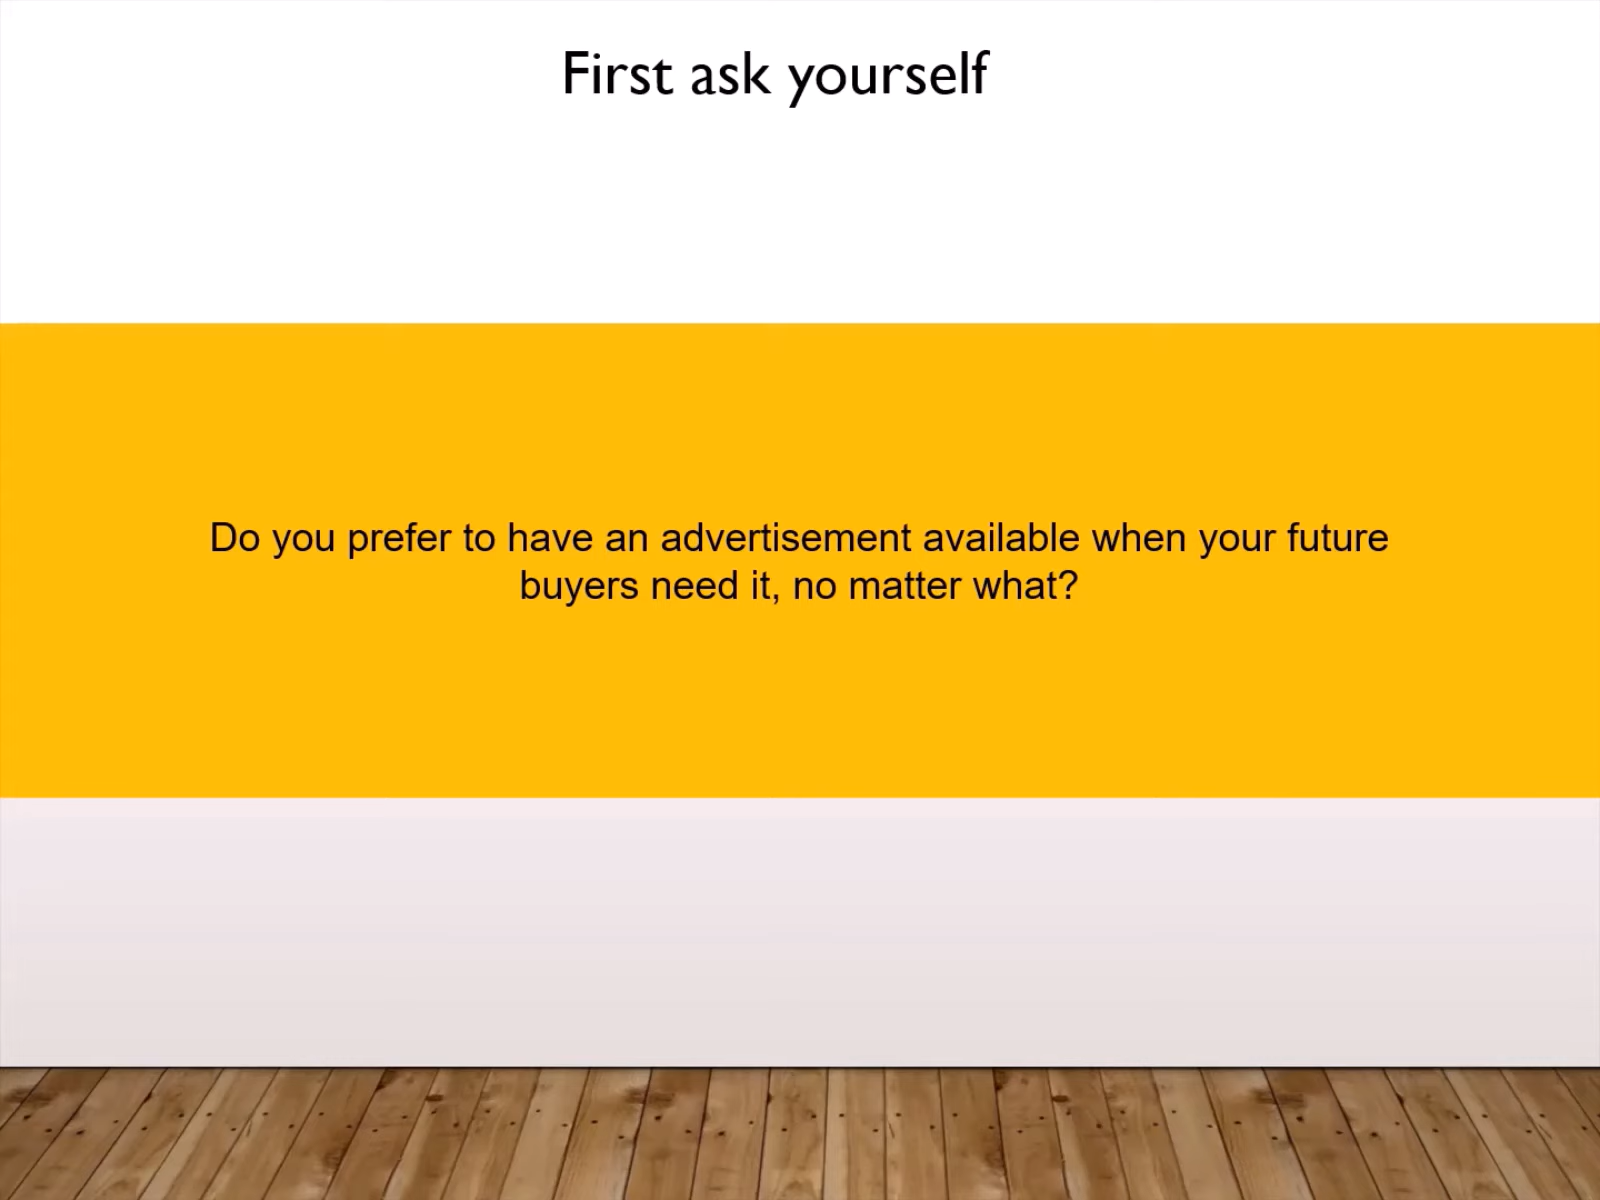 First ask yourself
Do you prefer to have an advertisement available when your future
buyers need it, no matter what?